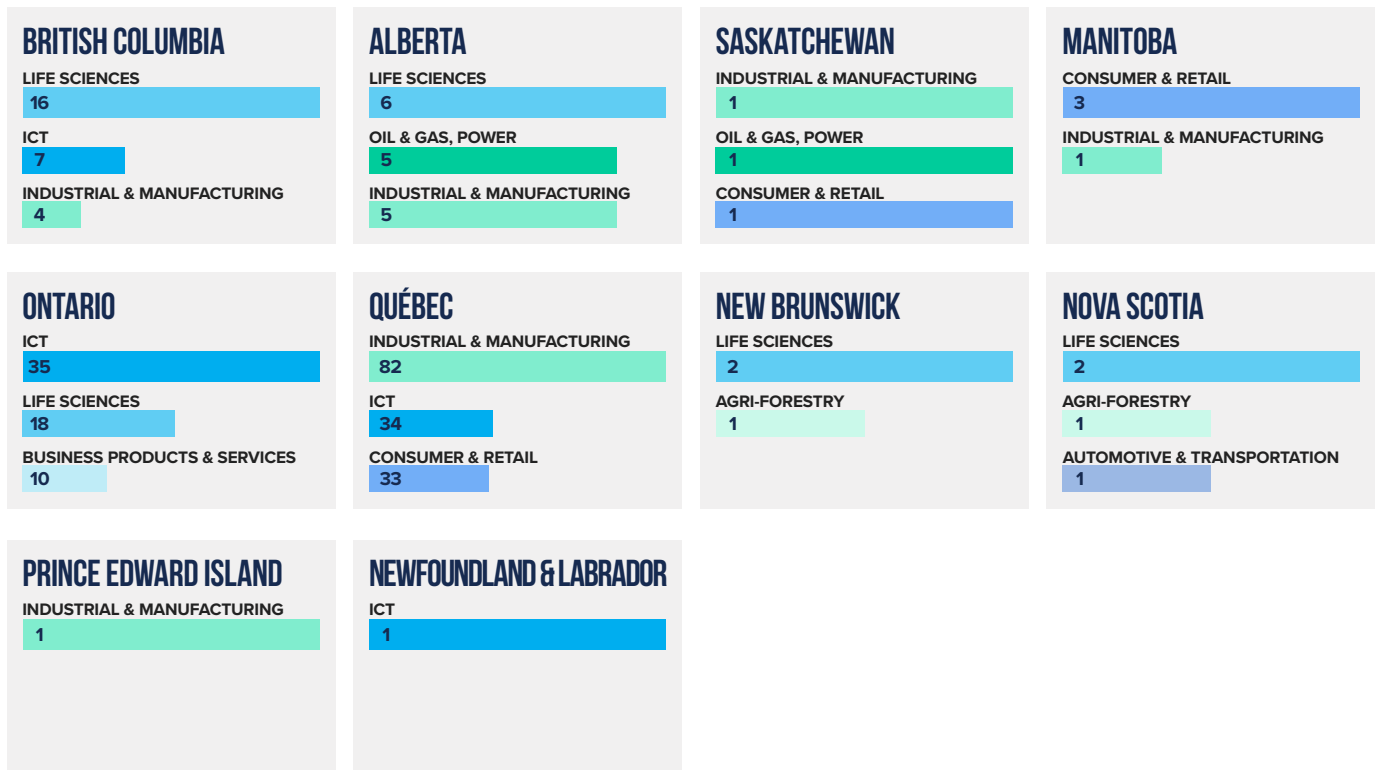 BRITISH COLUMBIA
LIFE SCIENCES
16
ICT
7
INDUSTRIAL & MANUFACTURING
4
ALBERTA
LIFE SCIENCES
6
OIL & GAS, POWER
5
INDUSTRIAL & MANUFACTURING
5
SASKATCHEWAN
INDUSTRIAL & MANUFACTURING
1
OIL & GAS, POWER
1
CONSUMER & RETAIL
1
MANITOBA
CONSUMER & RETAIL
3
INDUSTRIAL & MANUFACTURING
1
ONTARIO
ICT
35
LIFE SCIENCES
18
BUSINESS PRODUCTS & SERVICES
10
QUÉBEC
INDUSTRIAL & MANUFACTURING
82
ICT
34
CONSUMER & RETAIL
33
NEW BRUNSWICK
LIFE SCIENCES
2
AGRI-FORESTRY
1
NOVA SCOTIA
LIFE SCIENCES
2
AGRI-FORESTRY
1
AUTOMOTIVE & TRANSPORTATION
1
PRINCE EDWARD ISLAND
INDUSTRIAL & MANUFACTURING
1
NEWFOUNDLAND & LABRADOR
ICT
1